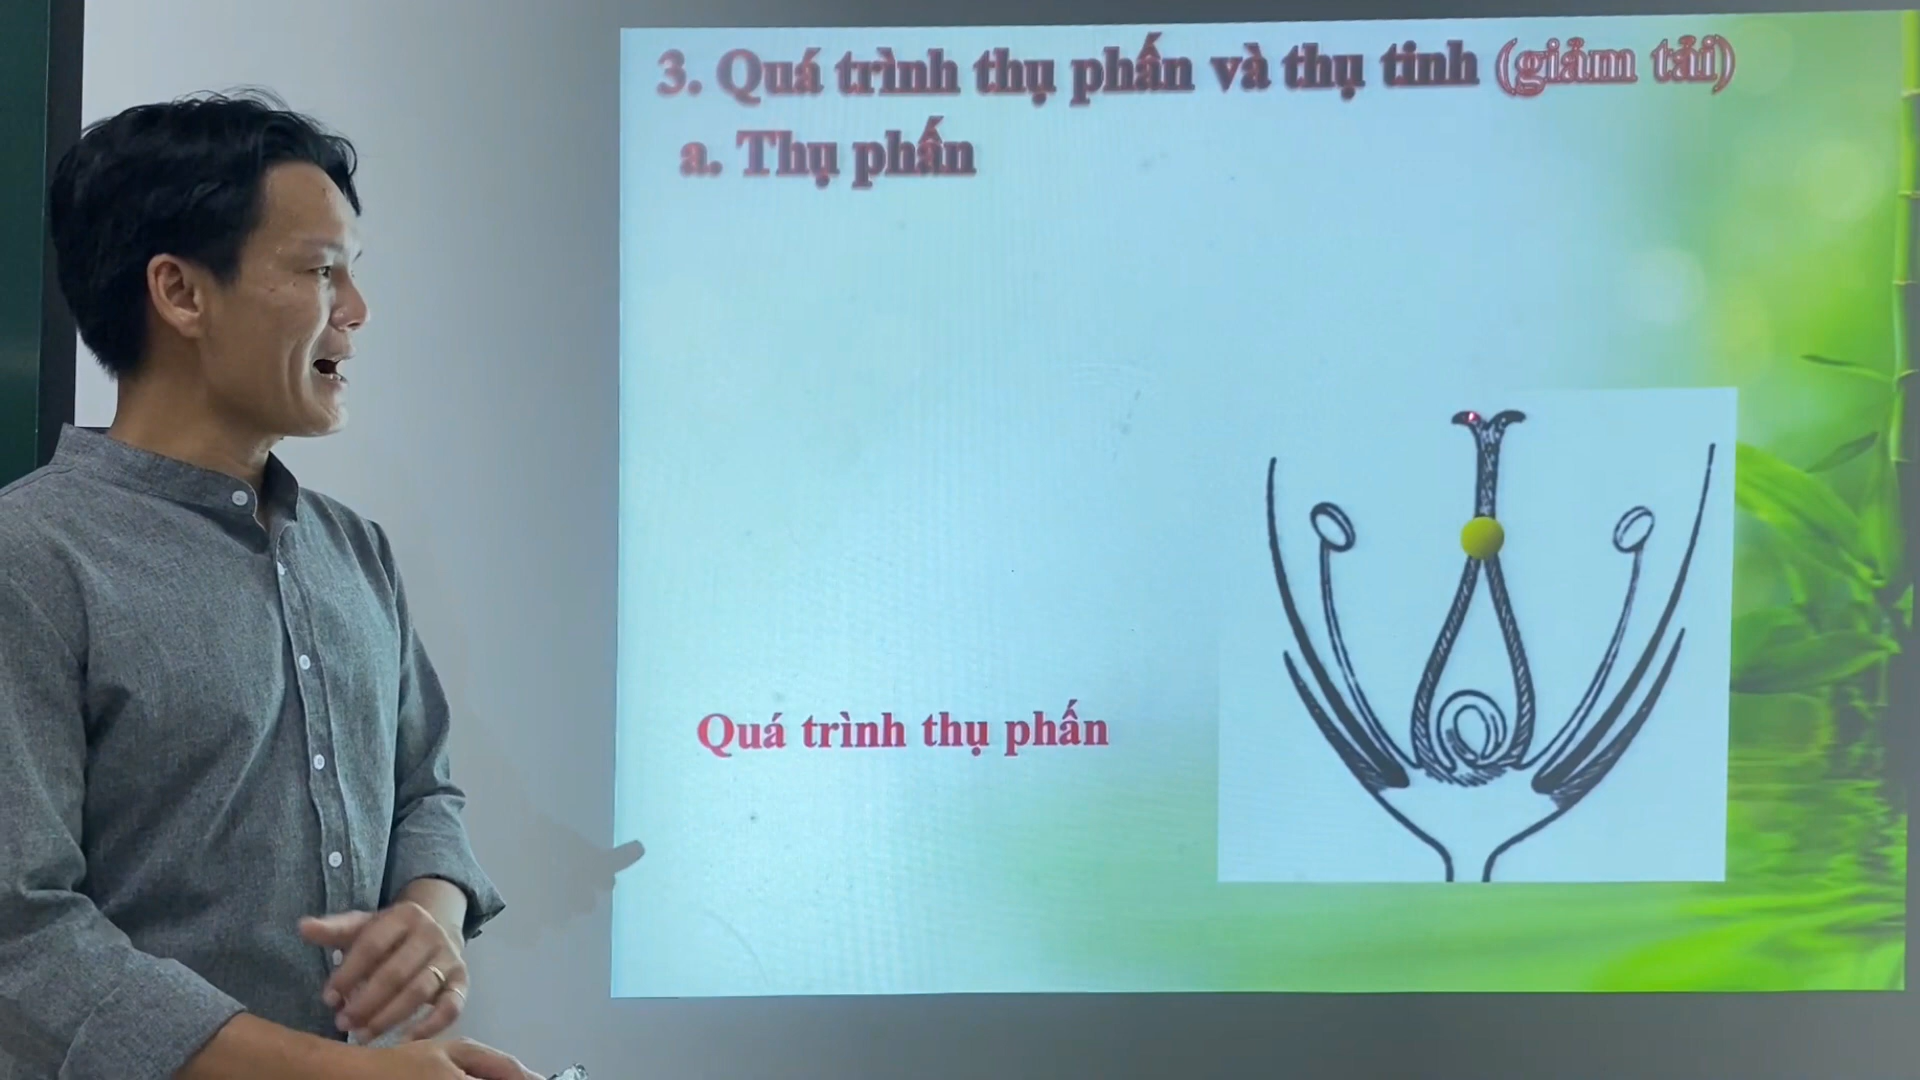 3. Quá trình thụ phấn và thụ tinh (giảm tải)
a. Thụ phấn
Quá trình thụ phấn